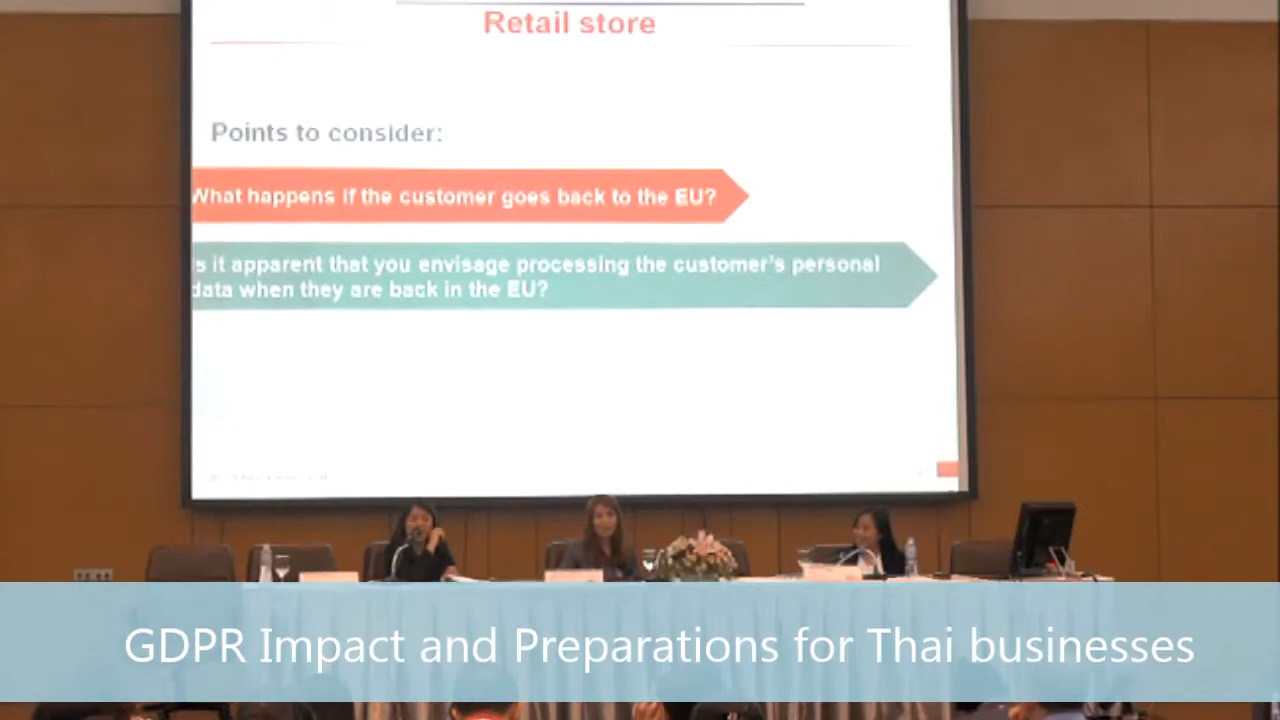 Retail store
Points to consider:
What happens if the customer goes back to the EU?
s it apparent that you envisage processing the customer's personal
data when they are back in the EU?
GDPR Impact and Preparations for Thai businesses